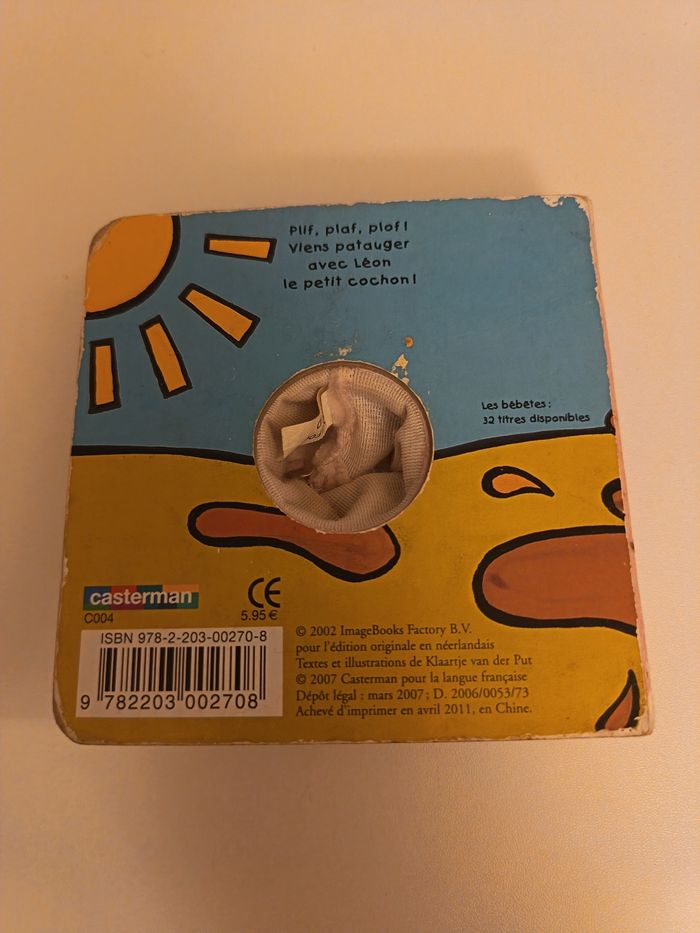 Plif, plaf, plof!
Viens patauger
avec Léon
le petit cochon!
Les bébêtes:
32 titres disponibles
casterman
C004
CE
5.95 €
ISBN 978-2-203-00270-8
9 782203 002708
© 2002 ImageBooks Factory B.V.
pour l'édition originale en néerlandais
Textes et illustrations de Klaartje van der Put
© 2007 Casterman pour la langue française
Dépôt légal : mars 2007 ; D. 2006/0053/73
Achevé d'imprimer en avril 2011, en Chine.